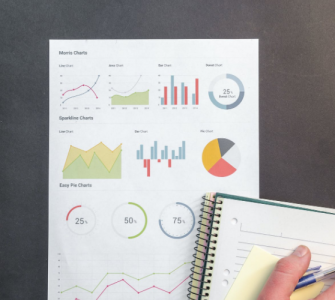 Morris Charts
Line Chart
Area Chart
Bar Chart
Donut Chart
25%
Sparkline Charts
Line Chart
Bar Chart
Pie Chart
Easy Pie Charts
25%
50%
75%